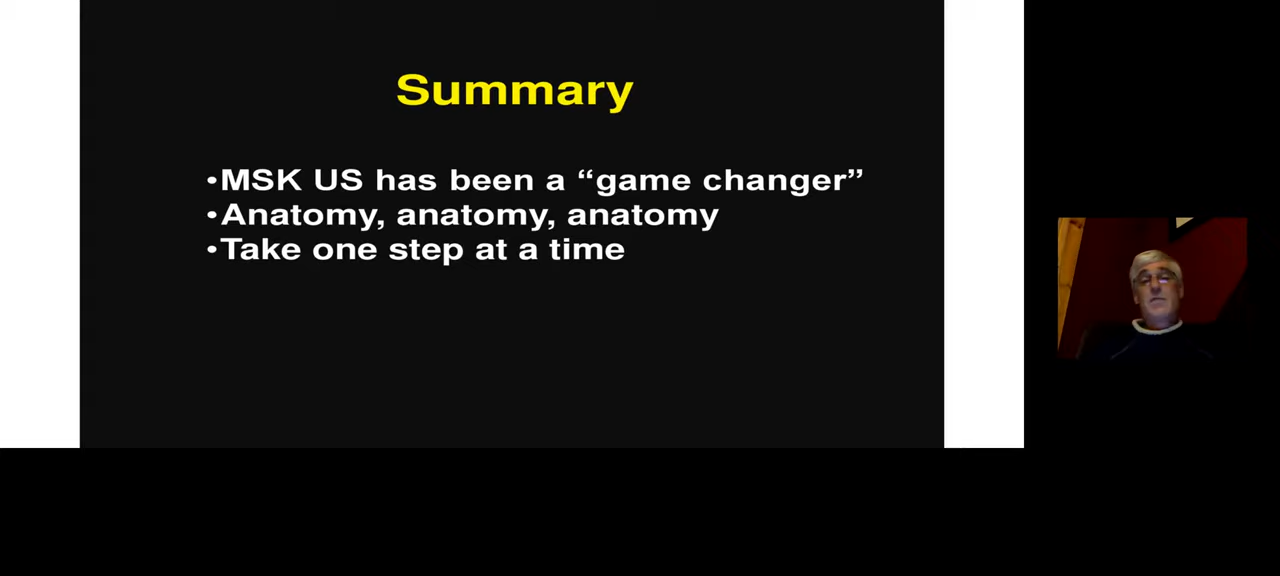 Summary
•MSK US has been a “game changer”
•Anatomy, anatomy, anatomy
•Take one step at a time